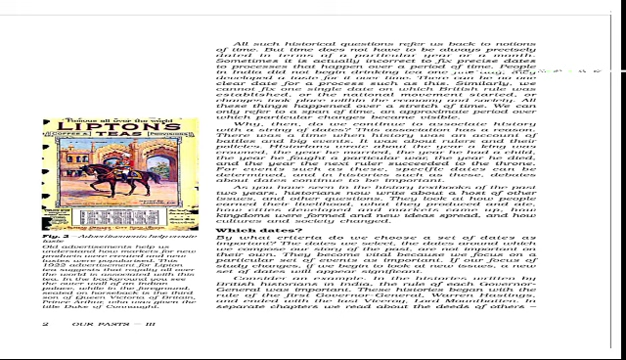 All such historical questions refer us back to notions
of time. But time does not have to be always precisely
dated in terms of a particular year or a month.
Sometimes it is actually incorrect to fix precise dates
to processes that happen over a period of time. People
in India did not begin drinking tea one
developed a taste for it over time. There can be no one
clear date for a process such as this. Similarly, we
cannot fix one single date on which British rule was
established, or the national movement started, or
changes took place within the economy and society. All
these things happened over a stretch of time. We can
only refer to a span of time, an approximate period over
which particular changes became visible.
Why, then, do we continue to associate history
with a string of dates? This association has a reason.
There was a time when history was an account of
battles and big events. It was about rulers and their
policies. Historians wrote about the year a king was
crowned, the year he married, the year he had a child,
the year he fought a particular war, the year he died,
and the year the next ruler succeeded to the throne.
For events such as these, specific dates can be
determined, and in histories such as these, debates
about dates continue to be important.
As you have seen in the history textbooks of the past
two years, historians now write about a host of other
issues, and other questions. They look at how people
earned their livelihood, what they produced and ate,
how cities developed and markets came up, how
kingdoms were formed and new ideas spread, and how
cultures and society changed.
Which dates?
By what criteria do we choose a set of dates as
important? The dates we select, the dates around which
we compose our story of the past, are not important on
their own. They become vital because we focus on a
particular set of events as important. If our focus of
study changes, if we begin to look at new issues, a new
set of dates will appear significant.
Consider an example. In the histories written by
British historians in India, the rule of each Governor-
General was important. These histories began with the
rule of the first Governor-General, Warren Hastings,
and ended with the last Viceroy, Lord Mountbatten. In
separate chapters we read about the deeds of others –
Famous all over the world
LIPTON'S
COFFEE TEAS PROVISIONS
Fig. 2 – Advertisements help create
taste
Old advertisements help us
understand how markets for new
products were created and new
tastes were popularised. This
1922 advertisement for Lipton
tea suggests that royalty all over
the world is associated with this
tea. In the background you see
the outer wall of an Indian
palace, while in the foreground,
seated on horseback is the third
son of Queen Victoria of Britain,
Prince Arthur, who was given the
title Duke of Connaught.
2 OUR PASTS – III